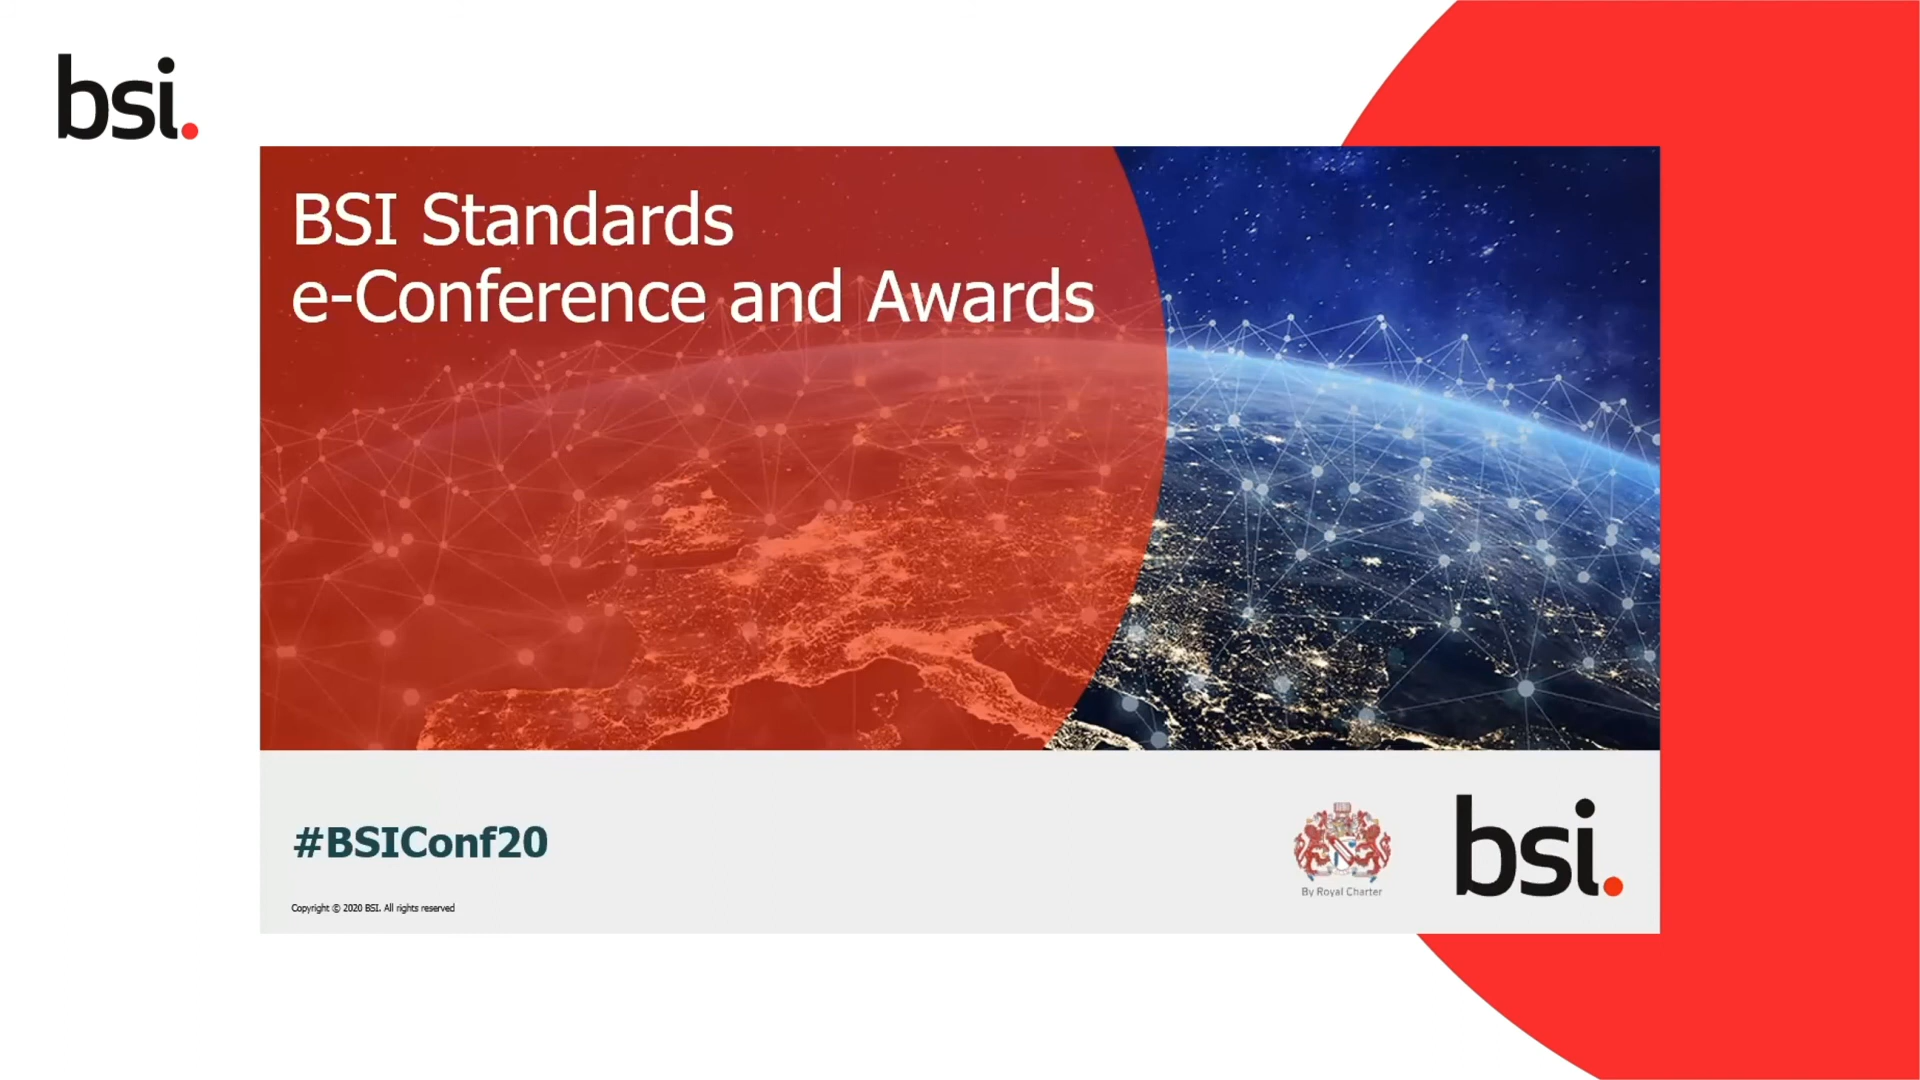 bsi.
BSI Standards
e-Conference and Awards
#BSIConf20
By Royal Charter
bsi.
Copyright © 2020 BSI. All rights reserved